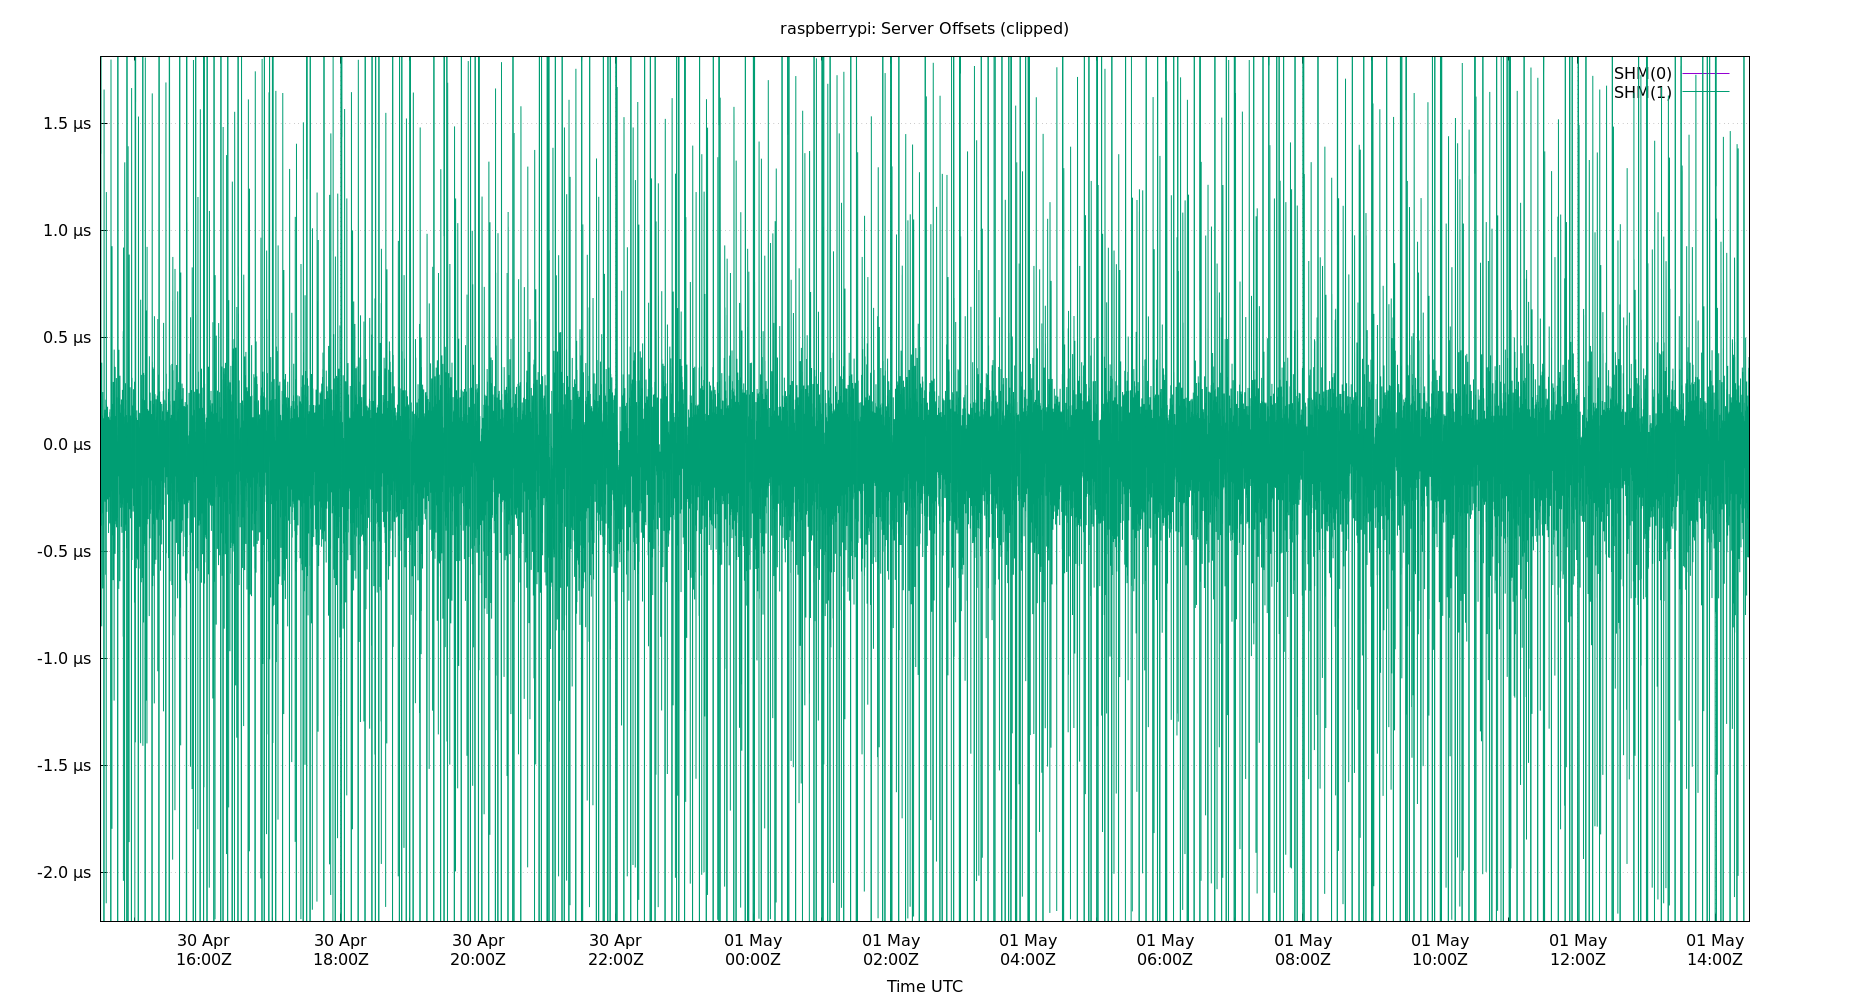 raspberrypi: Server Offsets (clipped)
SHM(0)
SHM(1)
1.5 µs
1.0 µs
0.5 µs
0.0 µs
-0.5 µs
-1.0 µs
-1.5 µs
-2.0 µs
30 Apr 30 Apr 30 Apr 30 Apr 01 May 01 May 01 May 01 May 01 May 01 May 01 May 01 May
16:00Z 18:00Z 20:00Z 22:00Z 00:00Z 02:00Z 04:00Z 06:00Z 08:00Z 10:00Z 12:00Z 14:00Z
Time UTC